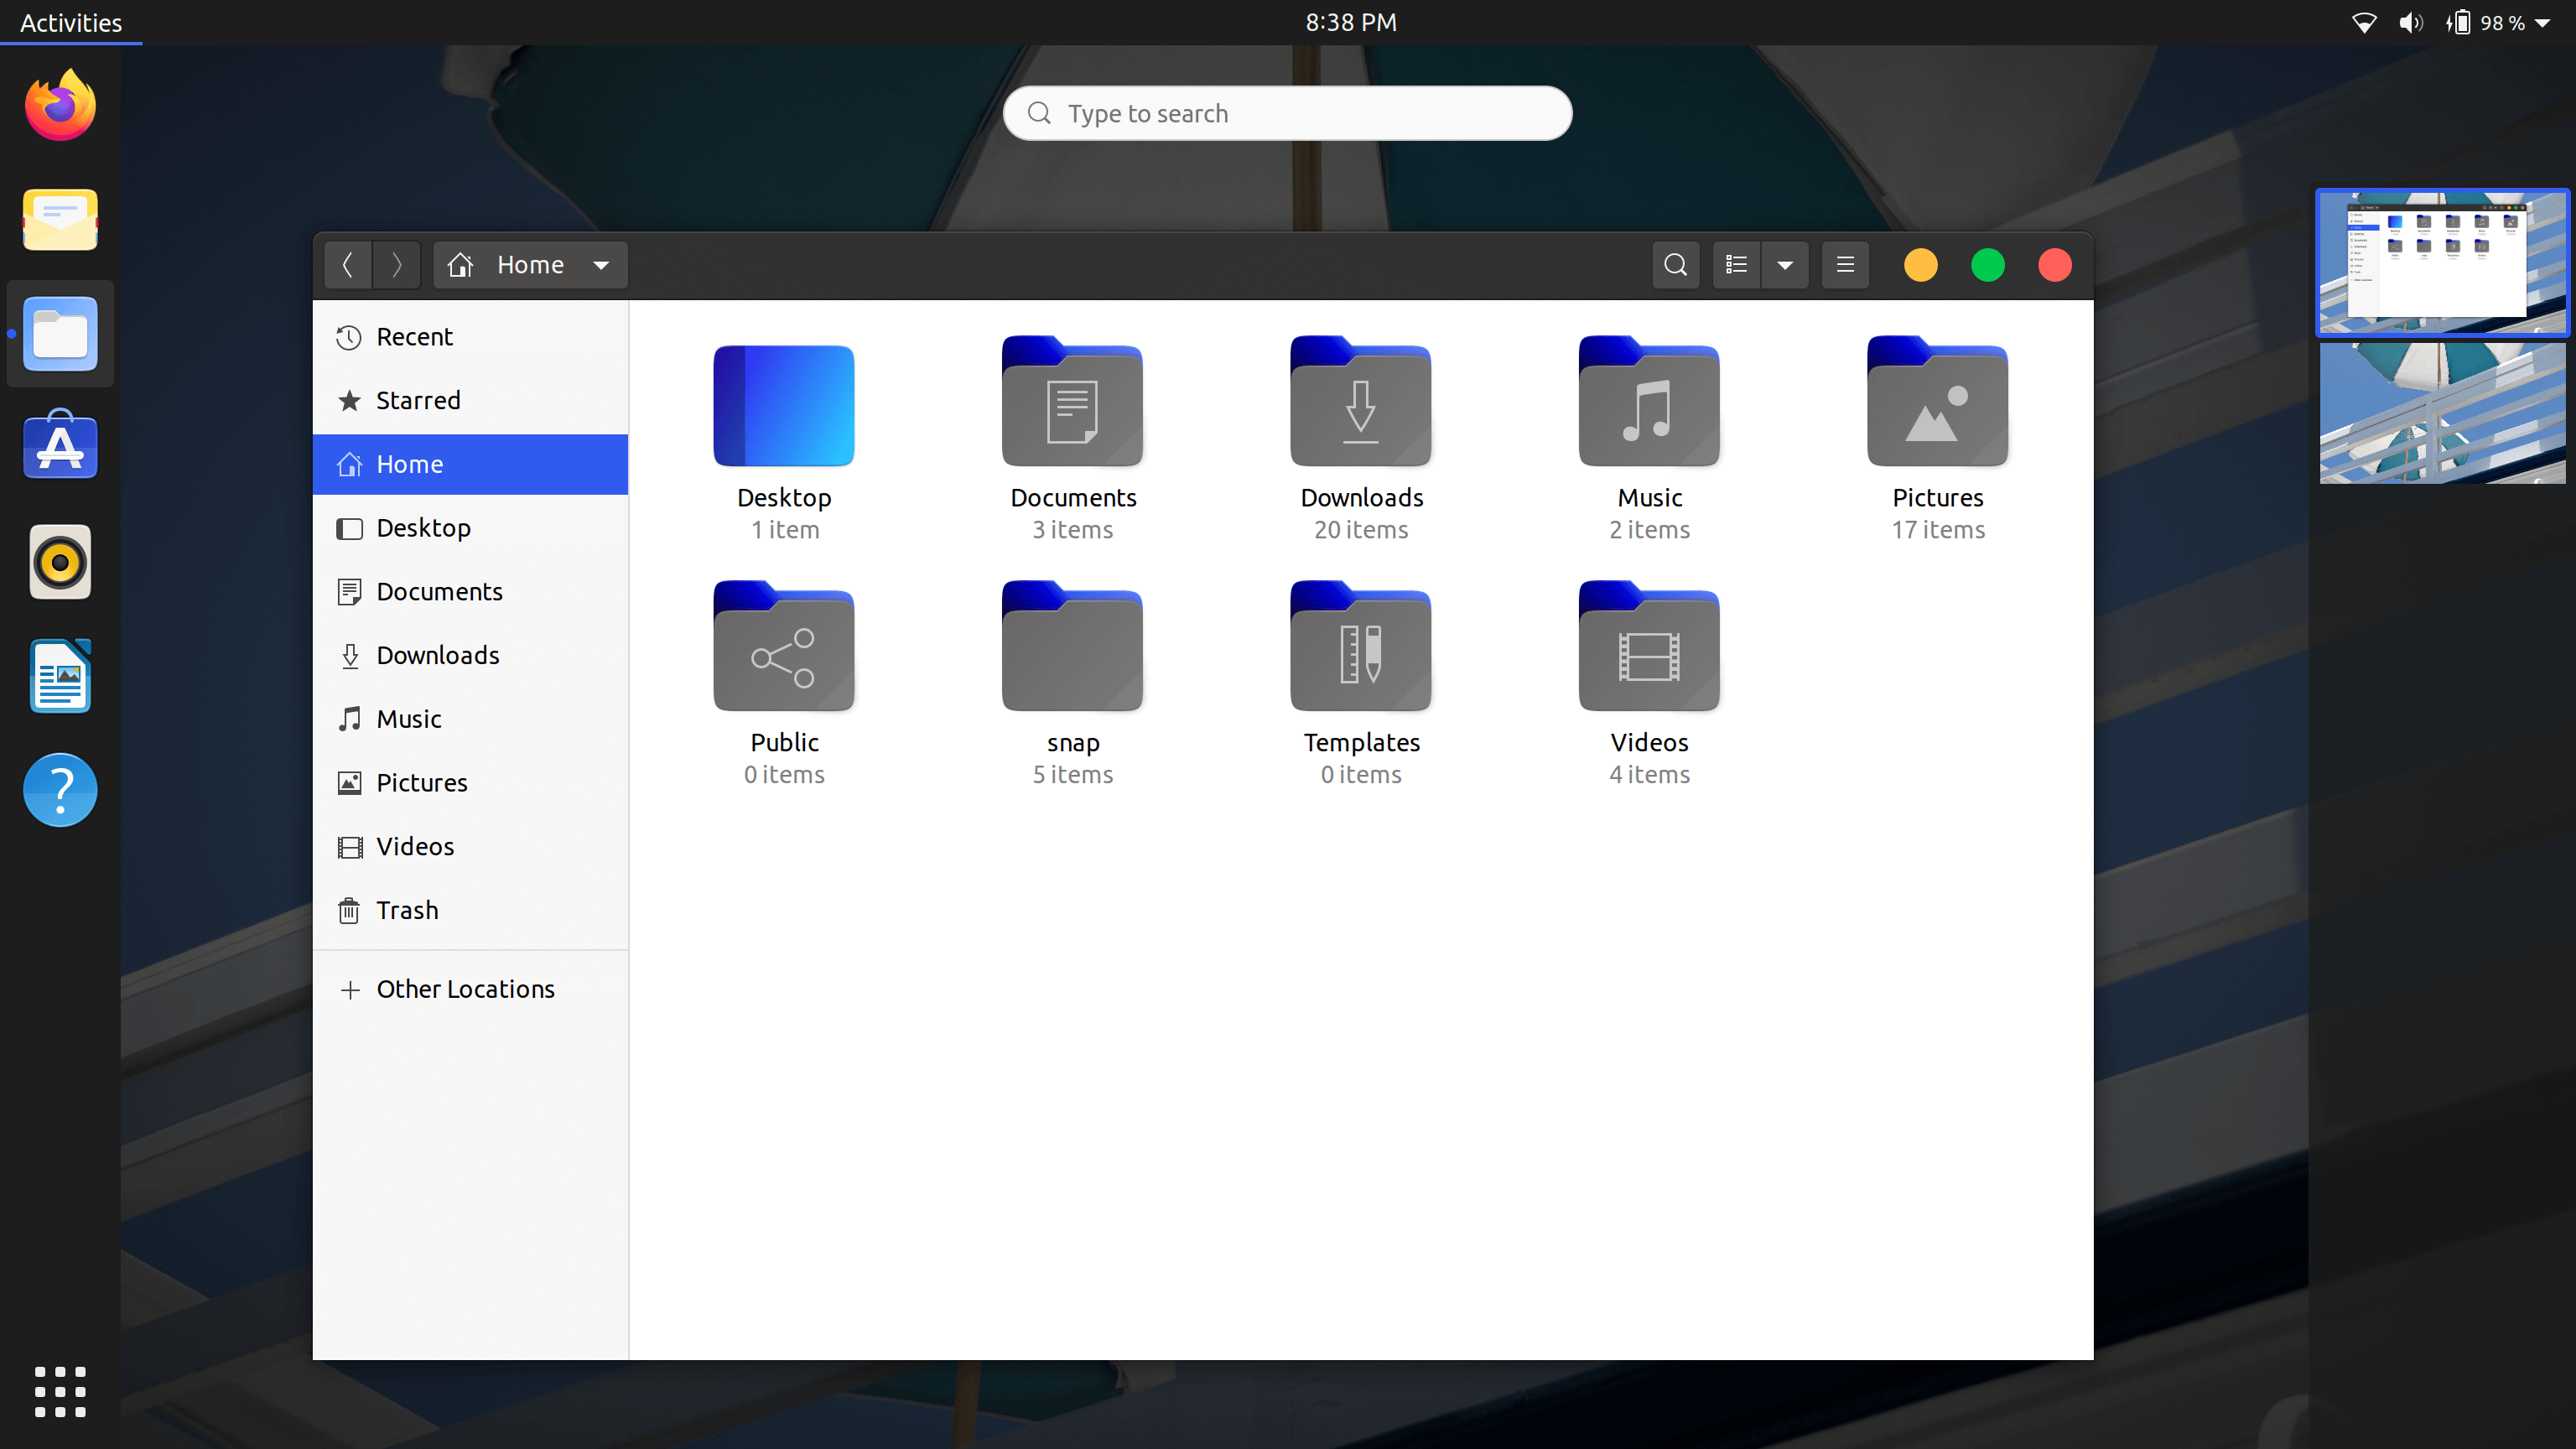 Activities
8:38 PM
98 %
Type to search
Home
Recent
Starred
Home
Desktop
Documents
Downloads
Music
Pictures
Videos
Trash
Other Locations
Desktop
1 item
Documents
3 items
Downloads
20 items
Music
2 items
Pictures
17 items
Public
0 items
snap
5 items
Templates
0 items
Videos
4 items